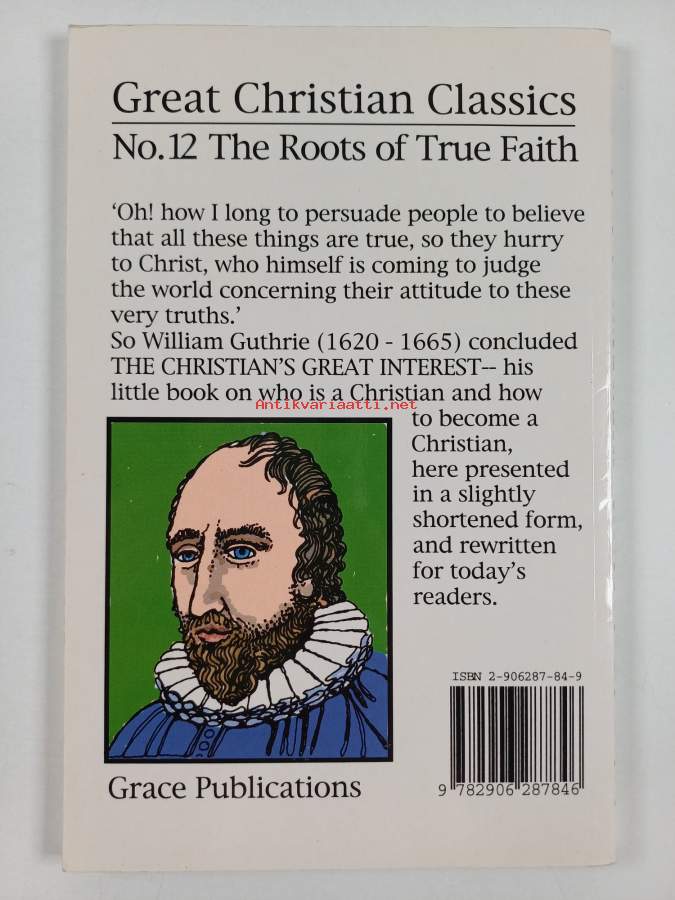 Great Christian Classics
No.12 The Roots of True Faith
‘Oh! how I long to persuade people to believe
that all these things are true, so they hurry
to Christ, who himself is coming to judge
the world concerning their attitude to these
very truths.’
So William Guthrie (1620 - 1665) concluded
THE CHRISTIAN’S GREAT INTEREST-- his
little book on who is a Christian and how
Antikvariaatti.net
to become a
Christian,
here presented
in a slightly
shortened form,
and rewritten
for today’s
readers.
ISBN 2-906287-84-9
9 782906 287846
Grace Publications